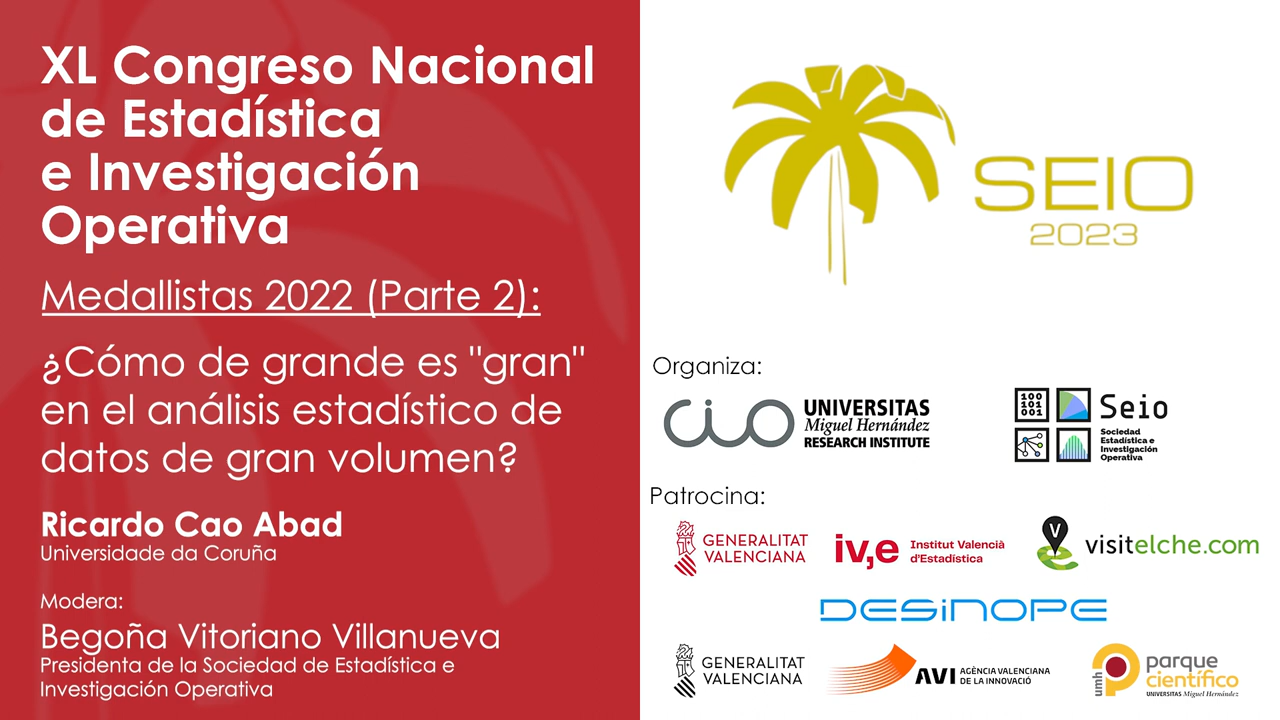 XL Congreso Nacional
de Estadística
e Investigación
Operativa
Medallistas 2022 (Parte 2):
¿Cómo de grande es "gran"
en el análisis estadístico de
datos de gran volumen?
Ricardo Cao Abad
Universidade da Coruña
Modera:
Begoña Vitoriano Villanueva
Presidenta de la Sociedad de Estadística e
Investigación Operativa
SEIO
2023
Organiza:
cio
UNIVERSITAS
Miguel Hernández
RESEARCH INSTITUTE
100
101
001
Seio
Sociedad
Estadística e
Investigación
Operativa
Patrocina:
GENERALITAT
VALENCIANA
iv,e
Institut Valencià
d'Estadística
V
visitelche.com
DESINOPE
GENERALITAT
VALENCIANA
AVI
AGÈNCIA VALENCIANA
DE LA INNOVACIÓ
umh
parque
científico
UNIVERSITAS Miguel Hernández